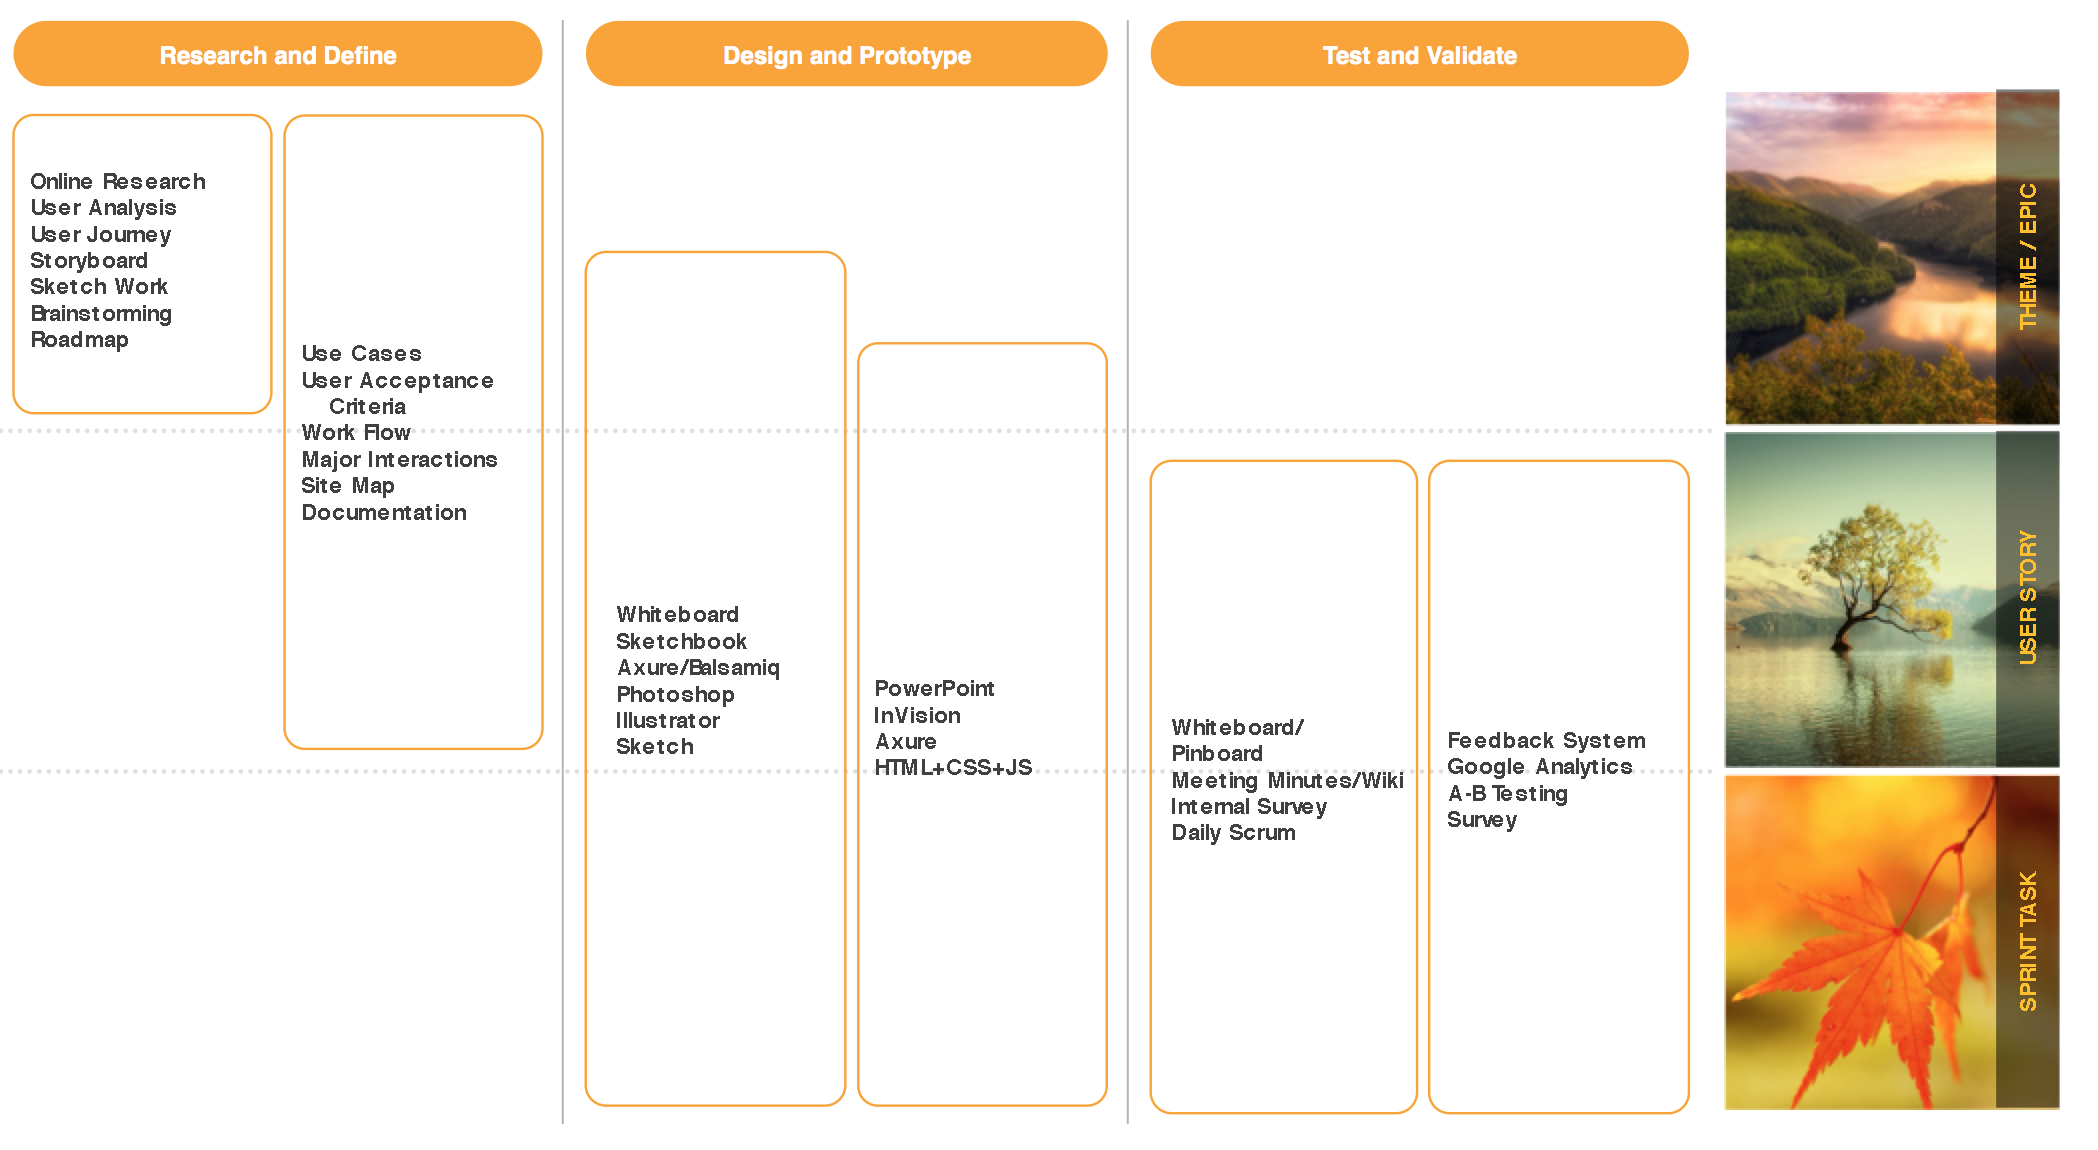 Research and Define
Design and Prototype
Test and Validate
Online Research
User Analysis
User Journey
Storyboard
Sketch Work
Brainstorming
Roadmap
Use Cases
User Acceptance
Criteria
Work Flow
Major Interactions
Site Map
Documentation
Whiteboard
Sketchbook
Axure/Balsamiq
Photoshop
Illustrator
Sketch
PowerPoint
InVision
Axure
HTML+CSS+JS
Whiteboard/
Pinboard
Meeting Minutes/Wiki
Internal Survey
Daily Scrum
Feedback System
Google Analytics
A-B Testing
Survey
THEME / EPIC
USER STORY
SPRINT TASK